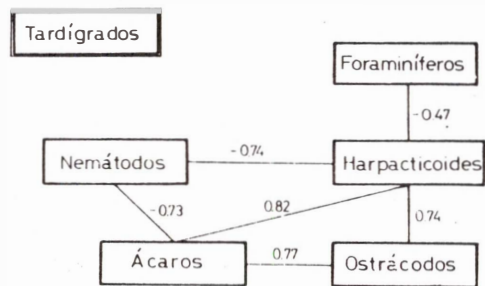 Tardígrados
Foraminíferos
-0.47
-0.74
Nemátodos
Harpacticoides
-0.73
0.82
0.74
Ácaros
0.77
Ostrácodos